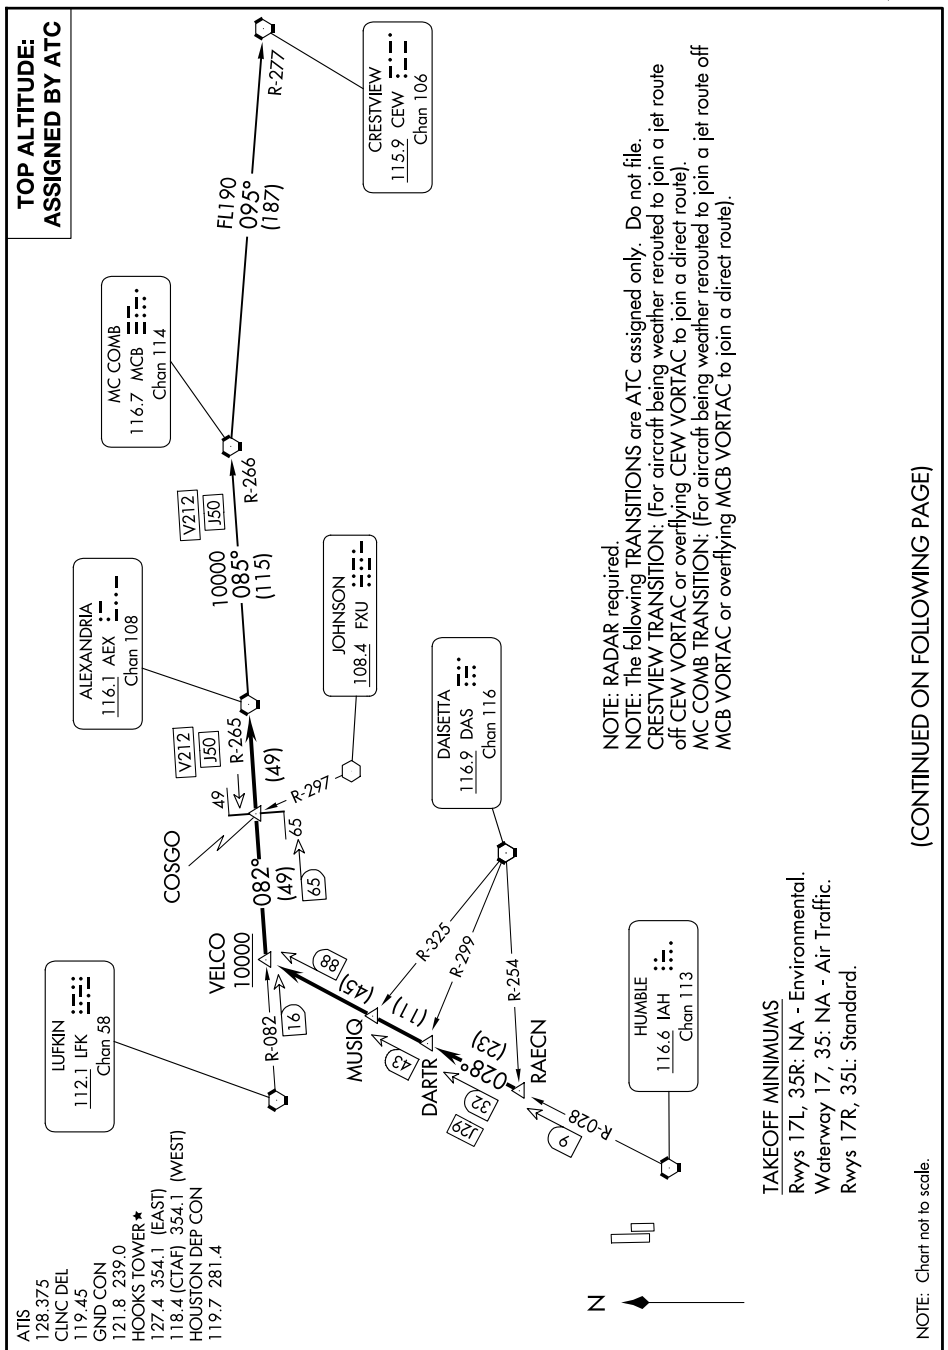 TOP ALTITUDE:
ASSIGNED BY ATC
ATIS
128.375
CLNC DEL
119.45
GND CON
121.8 239.0
HOOKS TOWER★
127.4 354.1 (EAST)
118.4 (CTAF) 354.1 (WEST)
HOUSTON DEP CON
119.7 281.4
LUFKIN
112.1 LFK
Chan 58
ALEXANDRIA
116.1 AEX
Chan 108
MC COMB
116.7 MCB
Chan 114
CRESTVIEW
115.9 CEW
Chan 106
JOHNSON
108.4 FXU
DAISETTA
116.9 DAS
Chan 116
HUMBLE
116.6 IAH
Chan 113
VELCO
10000
COSGO
R-082
16
082°
(49)
65
65
49
R-265
(49)
V212
J50
R-297
10000
085°
(115)
V212
J50
R-266
FL190
095°
(187)
R-277
88
(45)
MUSIQ
43
(11)
DARTR
R-325
R-299
R-254
J29
32
028°
(23)
RAECN
9
R-028
N
NOTE: RADAR required.
NOTE: The following TRANSITIONS are ATC assigned only. Do not file.
CRESTVIEW TRANSITION: (For aircraft being weather rerouted to join a jet route
off CEW VORTAC or overflying CEW VORTAC to join a direct route).
MC COMB TRANSITION: (For aircraft being weather rerouted to join a jet route off
MCB VORTAC or overflying MCB VORTAC to join a direct route).
TAKEOFF MINIMUMS
Rwys 17L, 35R: NA - Environmental.
Waterway 17, 35: NA - Air Traffic.
Rwys 17R, 35L: Standard.
(CONTINUED ON FOLLOWING PAGE)
NOTE: Chart not to scale.